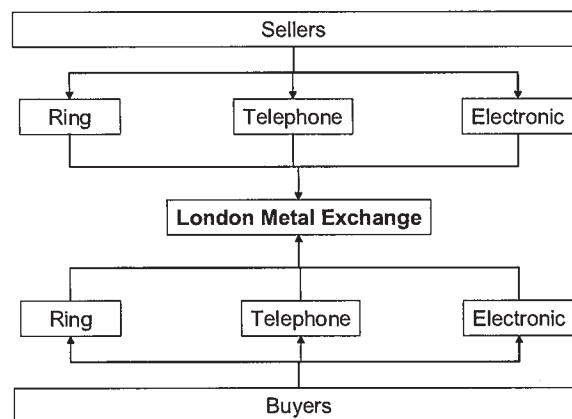 Sellers
Ring Telephone Electronic
London Metal Exchange
Ring Telephone Electronic
Buyers